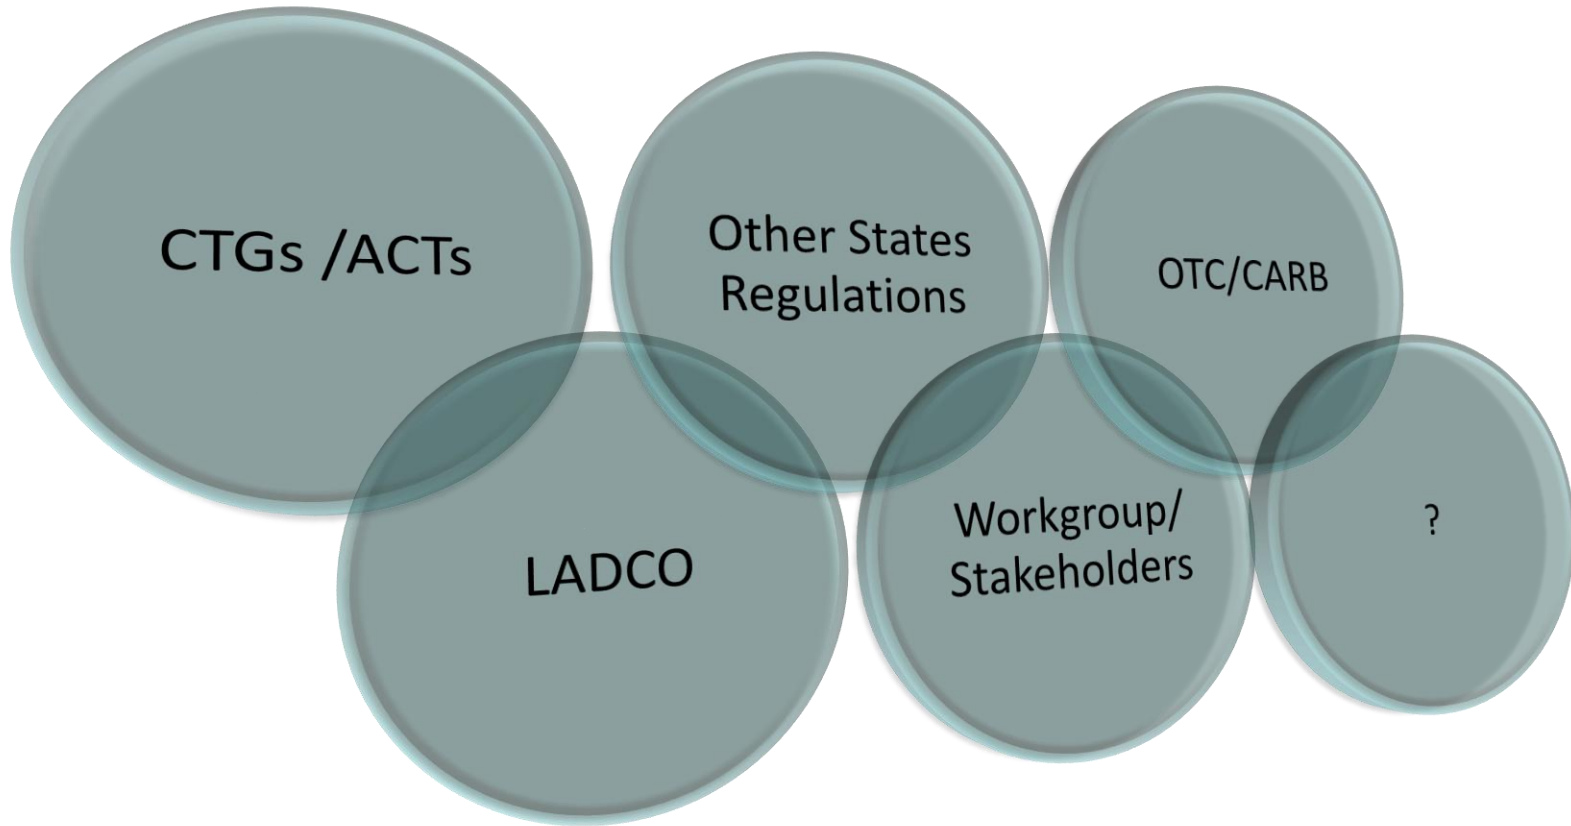 CTGs /ACTs
Other States
Regulations
OTC/CARB
LADCO
Workgroup/
Stakeholders
?